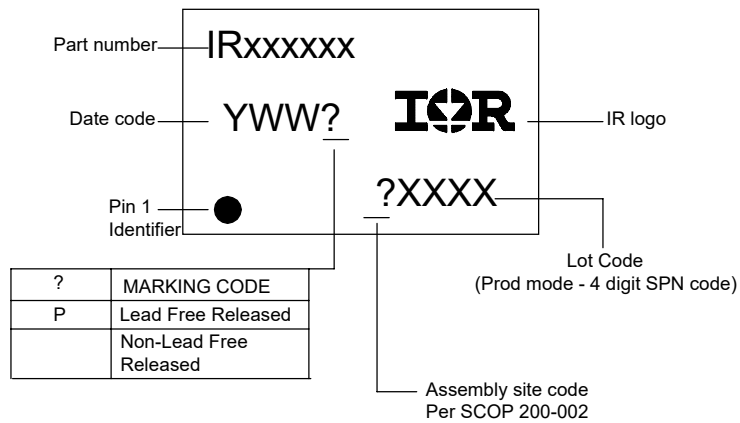 Part number
IRxxxxxx
Date code
YWW?
IOR
IR logo
?XXXX
Pin 1
Identifier
Lot Code
(Prod mode - 4 digit SPN code)
? MARKING CODE
P Lead Free Released
Non-Lead Free
Released
Assembly site code
Per SCOP 200-002